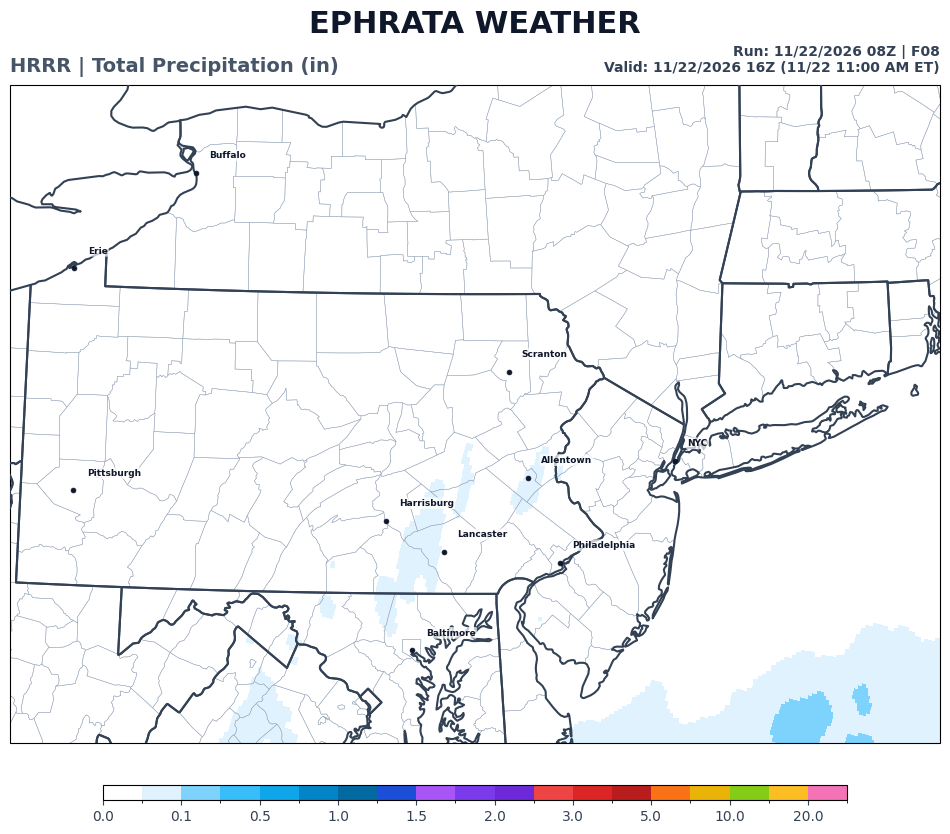 EPHRATA WEATHER
HRRR | Total Precipitation (in)
Run: 11/22/2026 08Z | F08
Valid: 11/22/2026 16Z (11/22 11:00 AM ET)
Buffalo
Erie
Scranton
NYC
Pittsburgh
Allentown
Harrisburg
Lancaster
Philadelphia
Baltimore
0.0 0.1 0.5 1.0 1.5 2.0 3.0 5.0 10.0 20.0